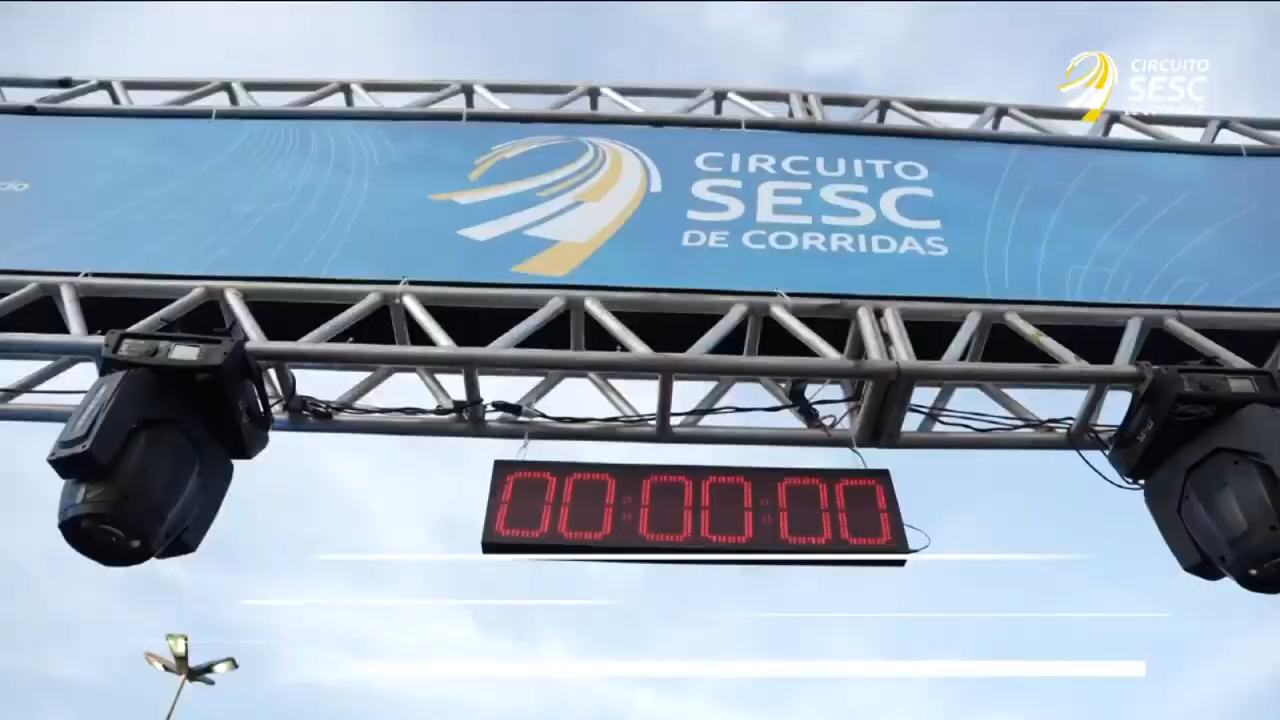 CIRCUITO
SESC
CIRCUITO
SESC
DE CORRIDAS
00:00:00